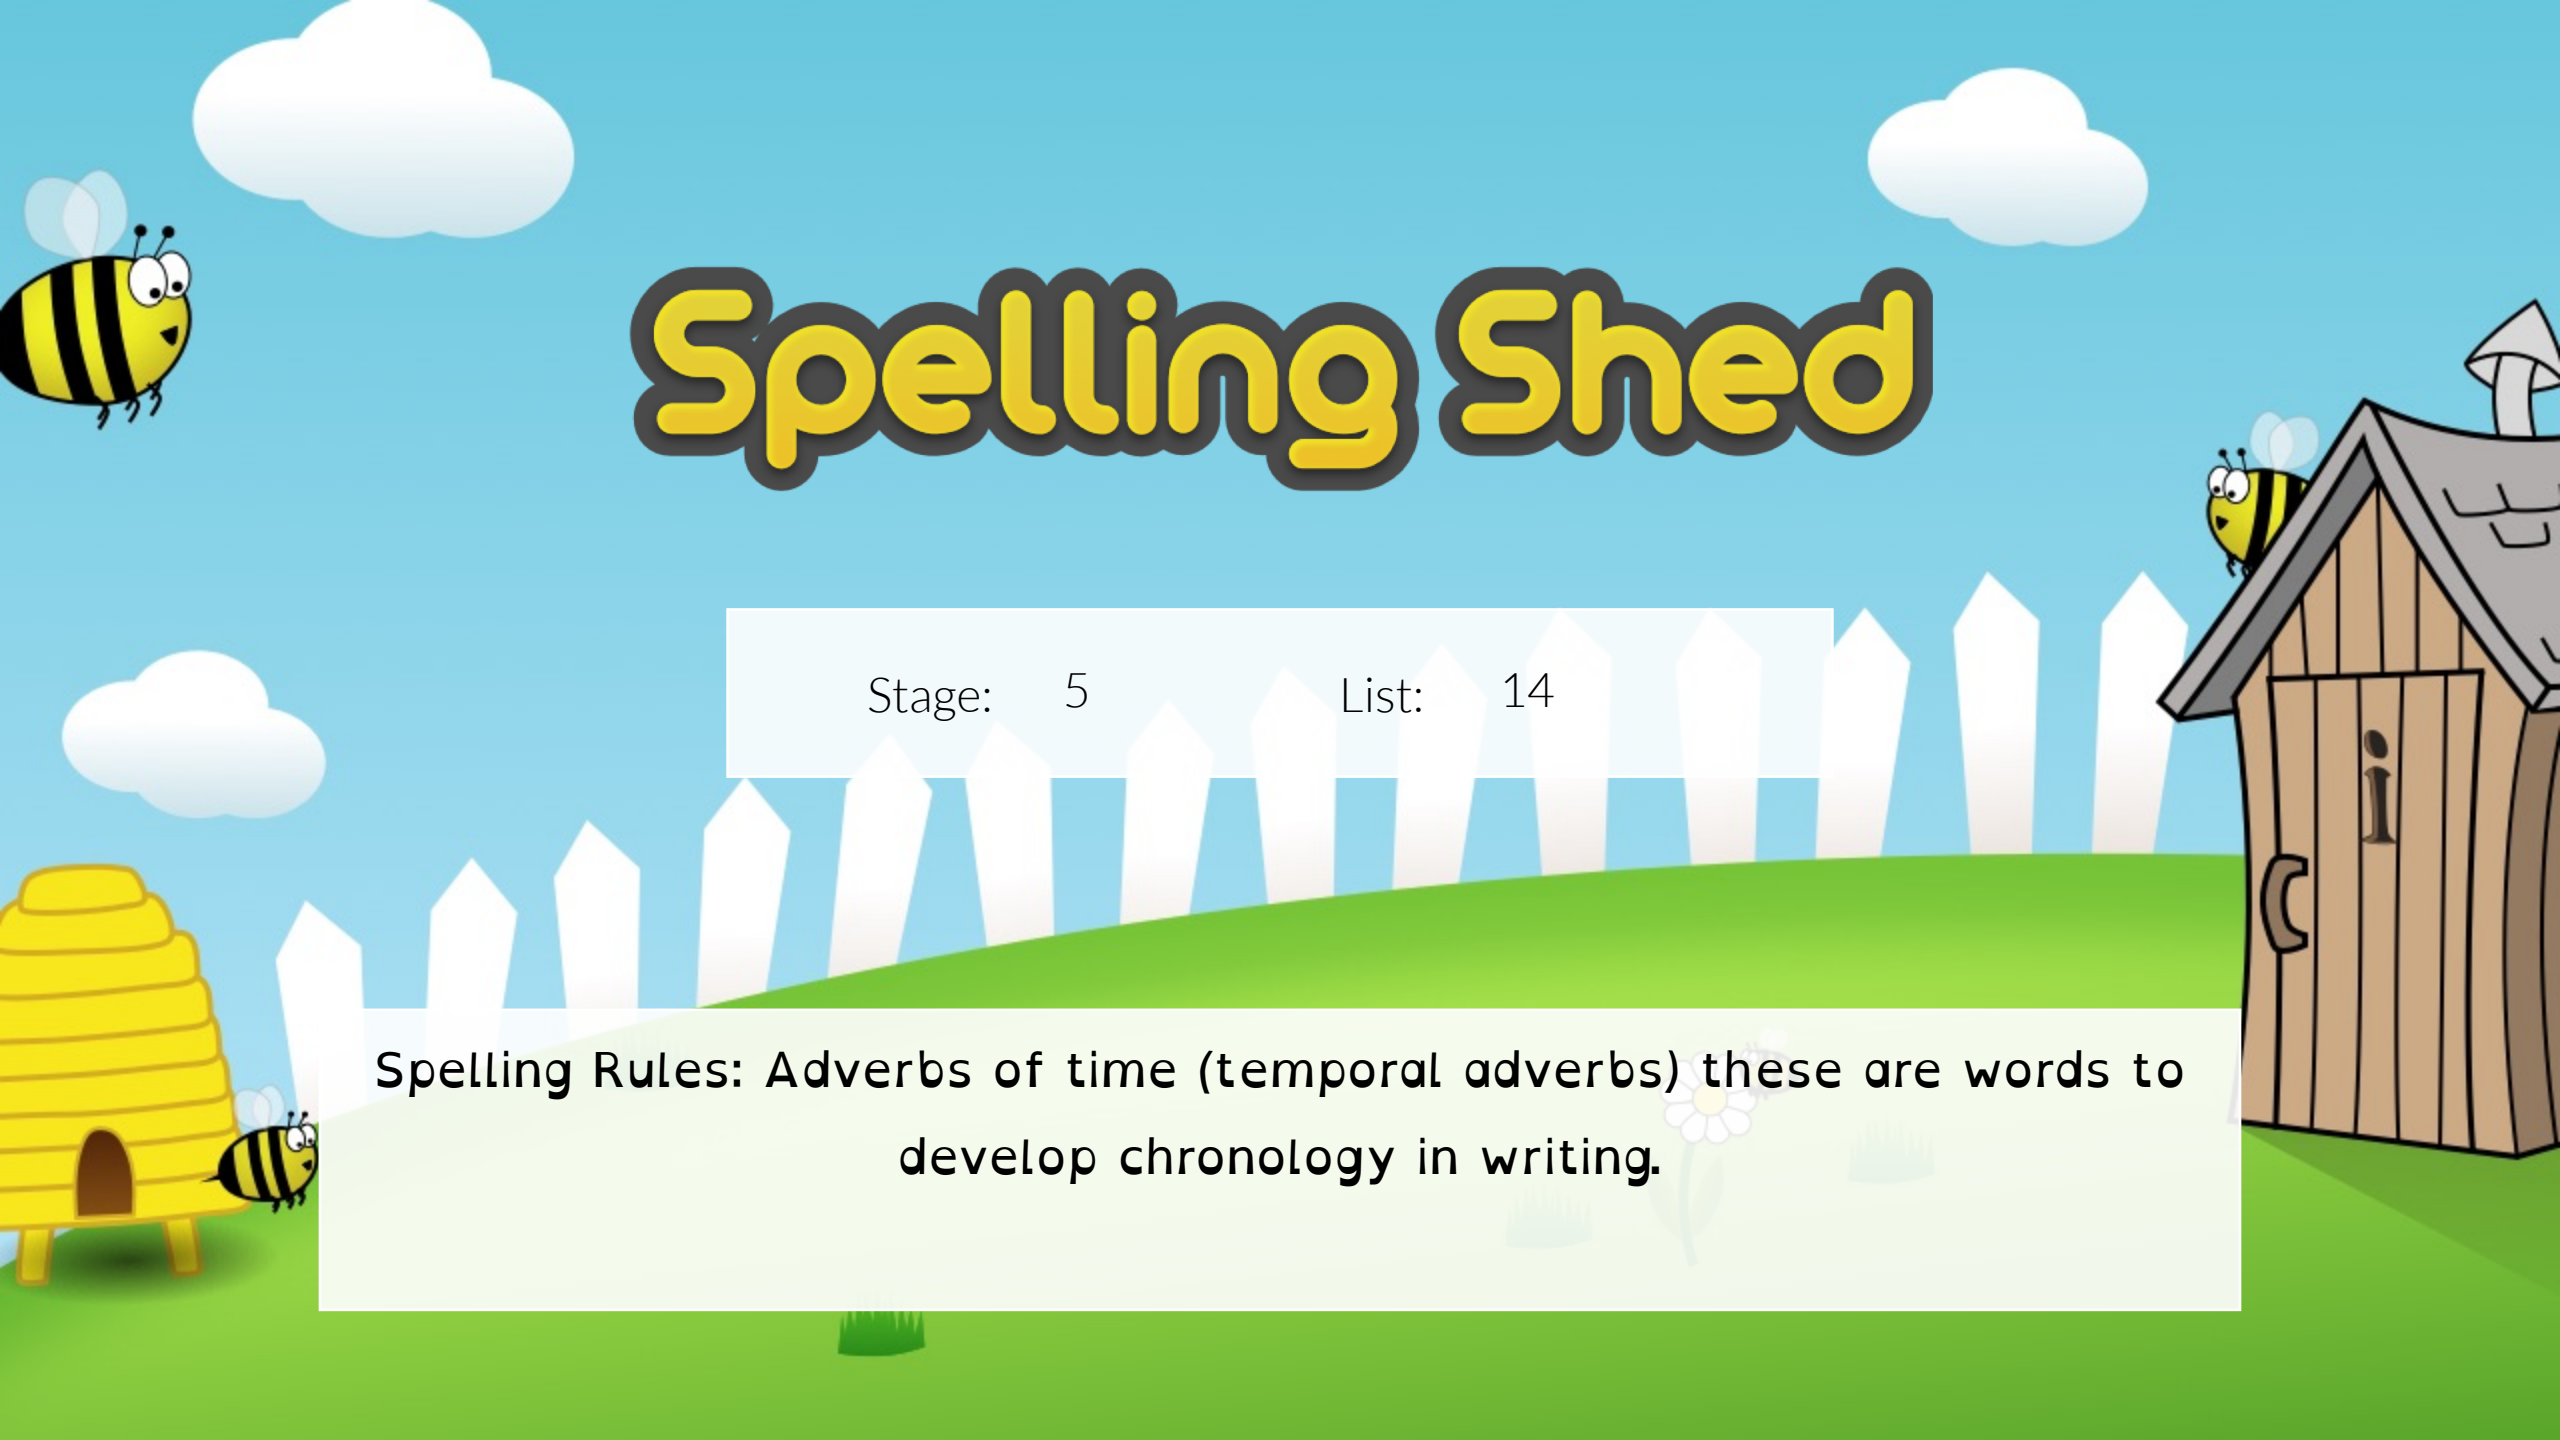 Spelling Shed
Stage: 5 List: 14
i
Spelling Rules: Adverbs of time (temporal adverbs) these are words to
develop chronology in writing.